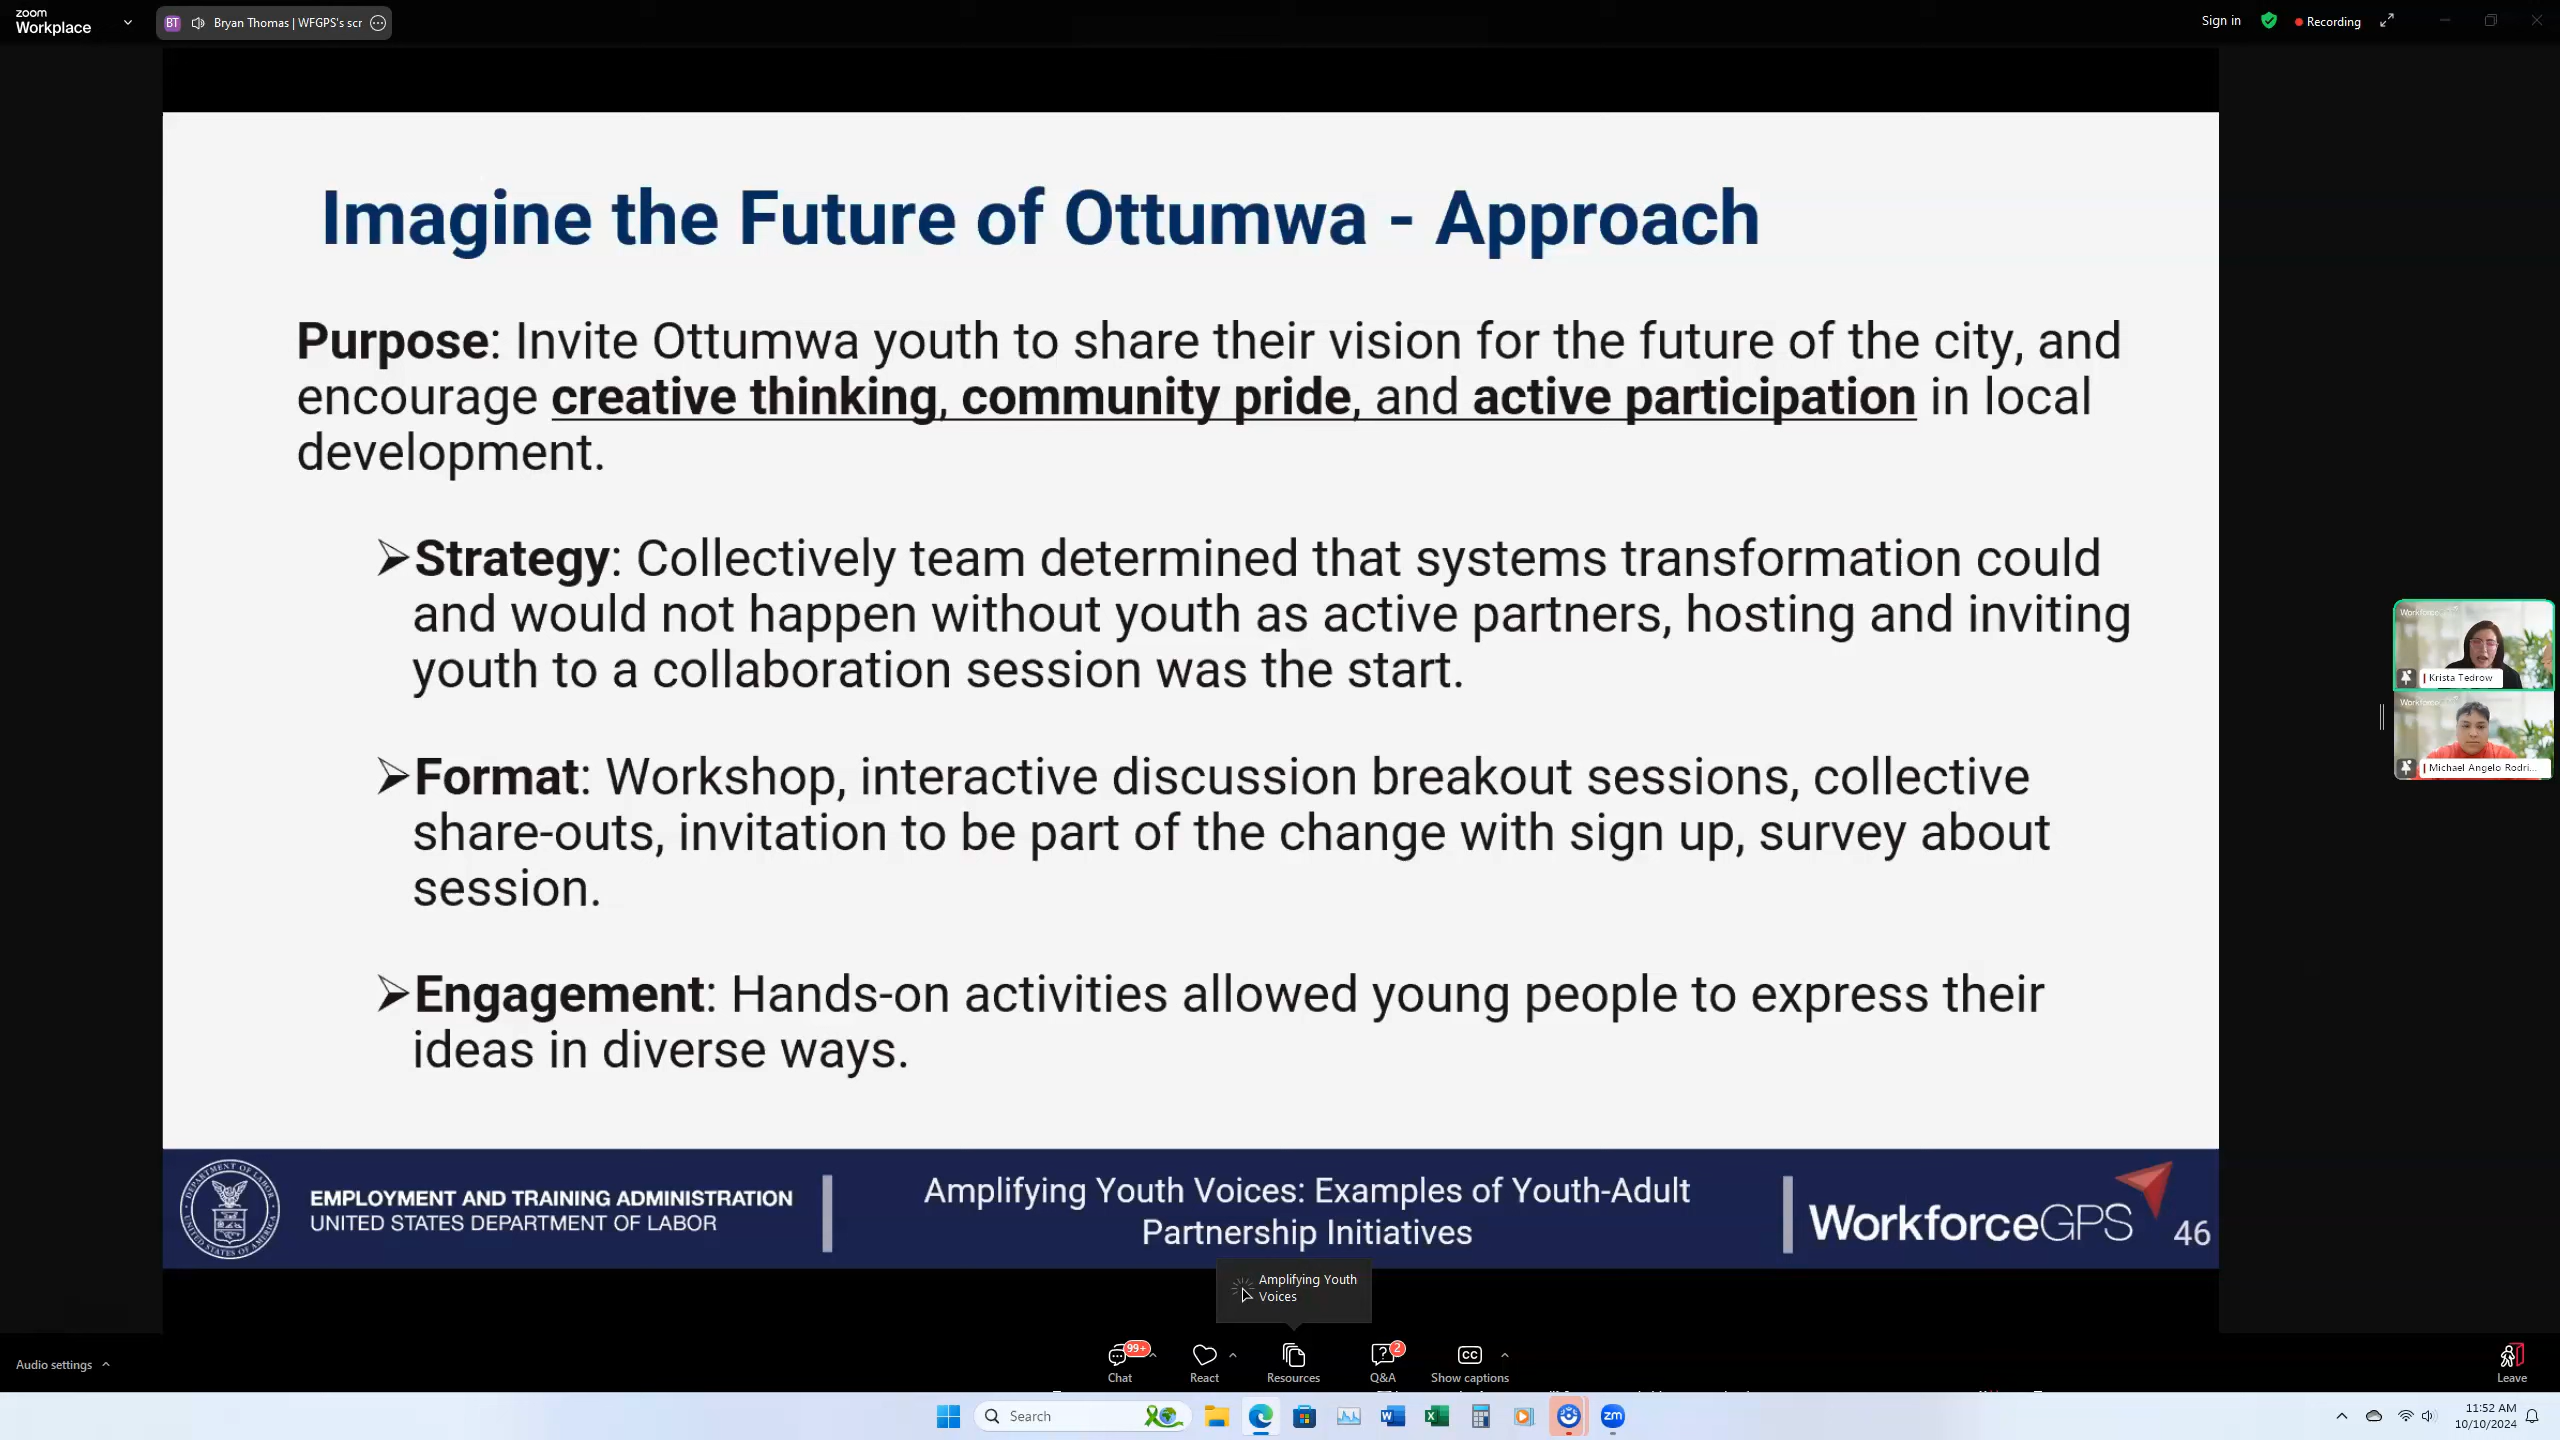 zoom
Workplace
BT
Bryan Thomas | WFGPS's scr
Sign in
Recording
Imagine the Future of Ottumwa - Approach
Purpose: Invite Ottumwa youth to share their vision for the future of the city, and
encourage creative thinking, community pride, and active participation in local
development.
➢Strategy: Collectively team determined that systems transformation could
and would not happen without youth as active partners, hosting and inviting
youth to a collaboration session was the start.
➢Format: Workshop, interactive discussion breakout sessions, collective
share-outs, invitation to be part of the change with sign up, survey about
session.
➢Engagement: Hands-on activities allowed young people to express their
ideas in diverse ways.
Krista Tedrow
Michael Angelo Rodri...
EMPLOYMENT AND TRAINING ADMINISTRATION
UNITED STATES DEPARTMENT OF LABOR
Amplifying Youth Voices: Examples of Youth-Adult
Partnership Initiatives
WorkforceGPS
46
Amplifying Youth
Voices
Audio settings
99+
Chat
React
Resources
2
Q&A
CC
Show captions
Leave
Search
zm
11:52 AM
10/10/2024